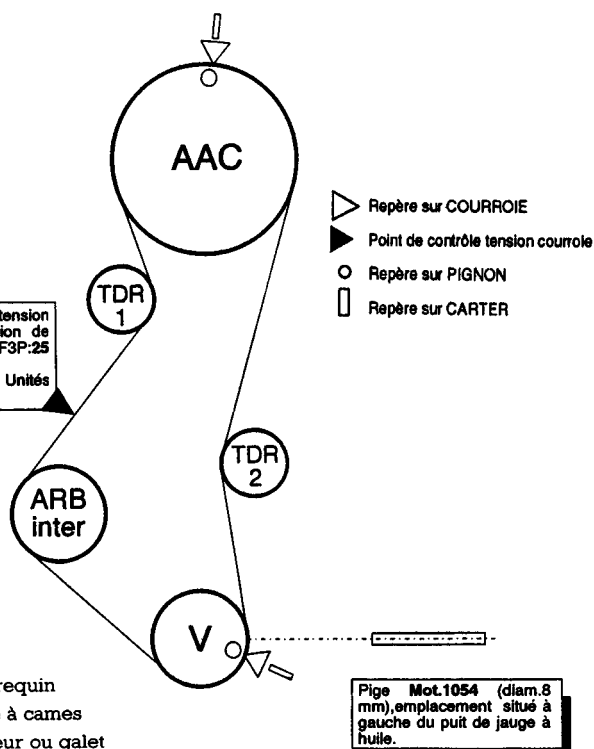 AAC
Repère sur COURROIE
Point de contrôle tension courroie
Repère sur PIGNON
Repère sur CARTER
TDR
1
tension
ion de
F3P:25
Unités
TDR
2
ARB
inter
V
Pige Mot.1054 (diam.8
mm),emplacement situé à
gauche du puit de jauge à
huile.
requin
à cames
eur ou galet